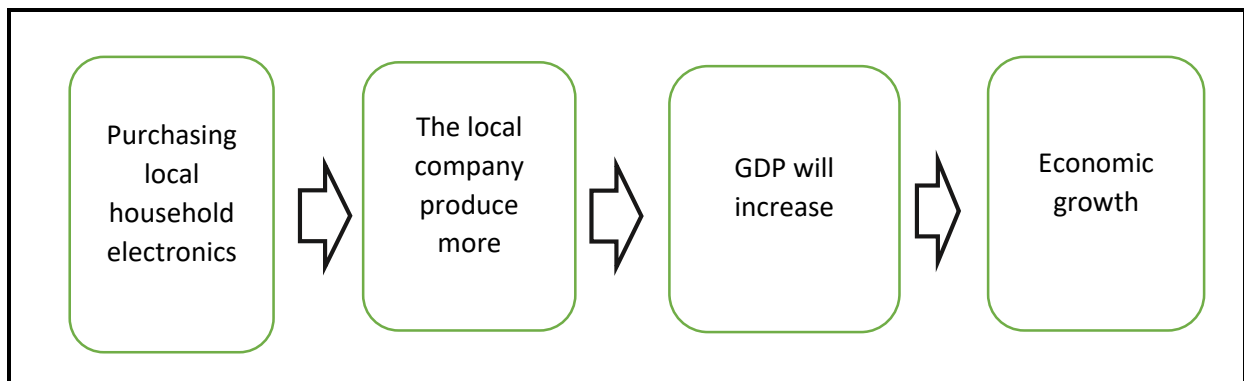 Purchasing
local
household
electronics
The local
company
produce
more
GDP will
increase
Economic
growth